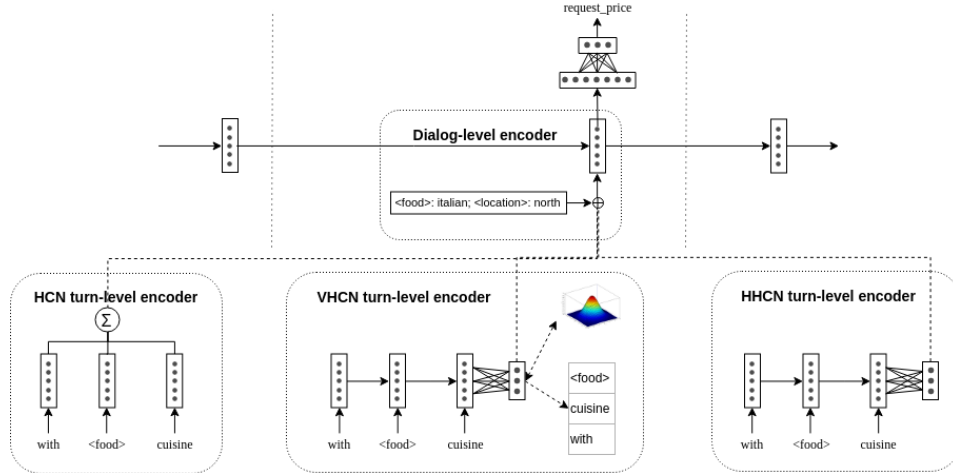 request_price
Dialog-level encoder
<food>: italian; <location>: north
HCN turn-level encoder
Σ
with
<food>
cuisine
VHCN turn-level encoder
with
<food>
cuisine
<food>
cuisine
with
HHCN turn-level encoder
with
<food>
cuisine